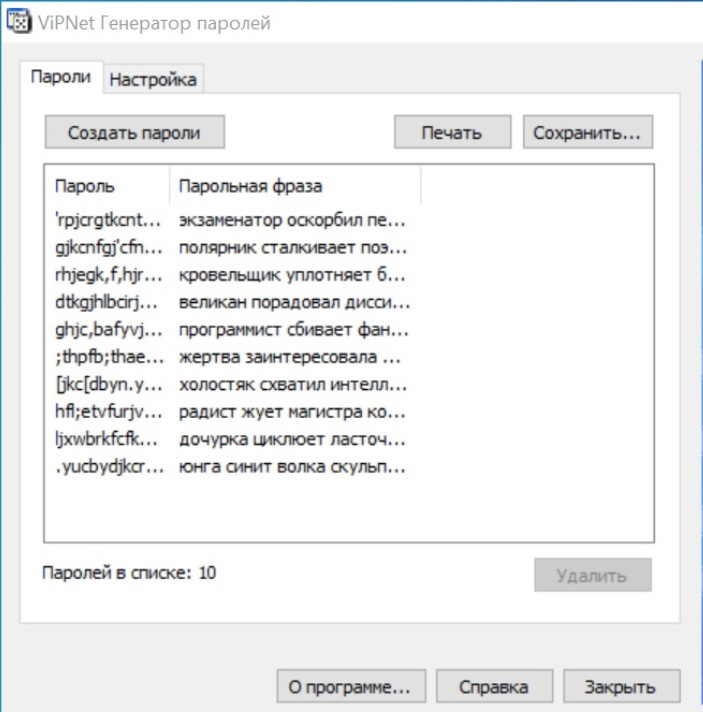 ViPNet Генератор паролей
Пароли Настройка
Создать пароли Печать Сохранить...
Пароль Парольная фраза
'rpjcrgtkcnt... экзаменатор оскорбил пе...
gjkcnfgj'cfn... полярник сталкивает поэ...
rhjegk,f,hjr... кровельщик уплотняет б...
dtkgjhlbcirj... великан порадовал дисси...
ghjc,bafyvj... программист сбивает фан...
;thpfb;thae... жертва заинтересовала ...
[jkc[dbyn.y... холостяк схватил интелл...
hfl;etvfurjv... радист жует магистра ко...
ljxwbrkfcfk... дочурка циклюет ласточ...
.yucbydjkcr... юнга синит волка скульп...
Паролей в списке: 10 Удалить
О программе... Справка Закрыть